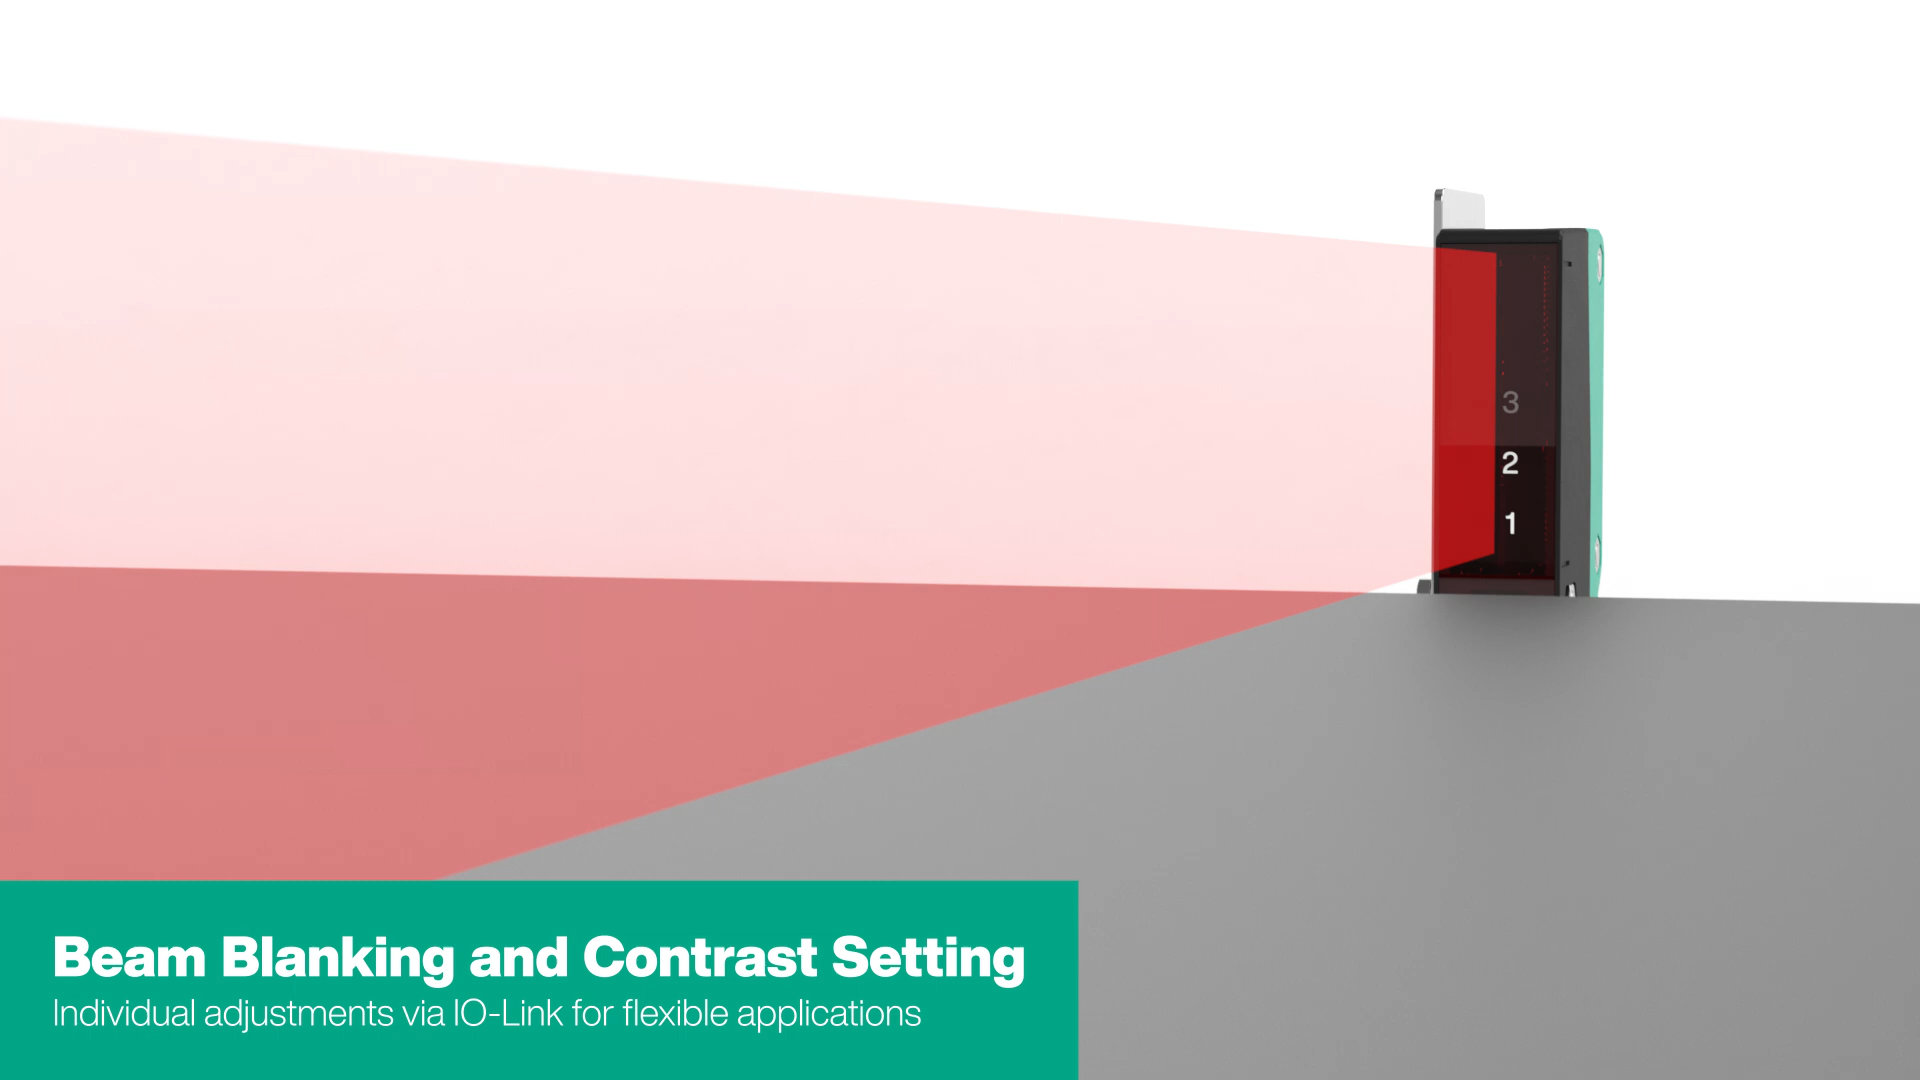 3
2
1
Beam Blanking and Contrast Setting
Individual adjustments via IO-Link for flexible applications